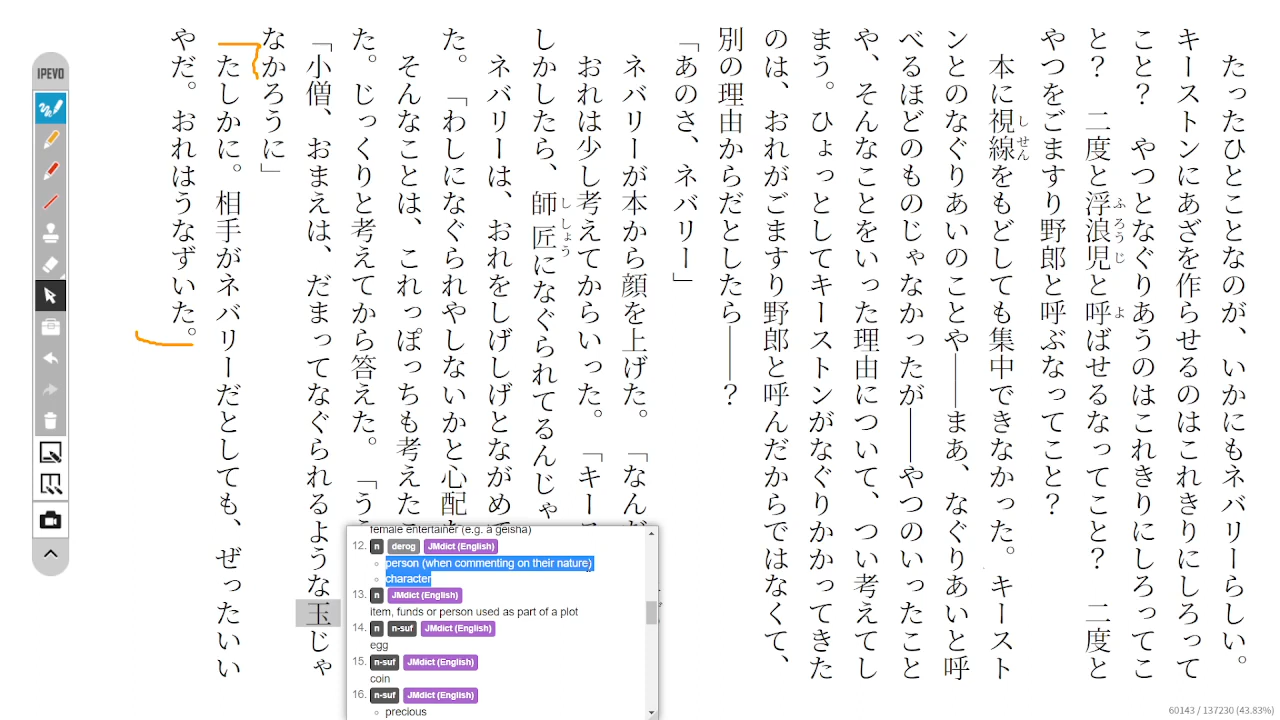 たったひとことなのが、いかにもネバリーらしい。
キーストンにあざを作らせるのはこれきりにしろって
こと？　やつとなぐりあうのはこれきりにしろってこ
と？　二度と浮浪児と呼ばせるなってこと？　二度と
やつをごますり野郎と呼ぶなってこと？
本に視線をもどしても集中できなかった。キースト
ンとのなぐりあいのことや――まあ、なぐりあいと呼
べるほどのものじゃなかったが――やつのいったこと
や、そんなことをいった理由について、つい考えてし
まう。ひょっとしてキーストンがなぐりかかってきた
のは、おれがごますり野郎と呼んだからではなくて、
別の理由からだとしたら――？
「あのさ、ネバリー」
ネバリーが本から顔を上げた。「なんだ
おれは少し考えてからいった。「キー
しかしたら、師匠になぐられてるんじゃ
ネバリーは、おれをしげしげとながめて
た。「わしになぐられやしないかと心配
そんなことは、これっぽっちも考えたこ
た。じっくりと考えてから答えた。「う
「小僧、おまえは、だまってなぐられるような玉じゃ
なかろうに」
たしかに。相手がネバリーだとしても、ぜったいい
やだ。おれはうなずいた。
IPEVO
female entertainer (e.g. a geisha)
12. n derog JMdict (English)
person (when commenting on their nature)
character
13. n JMdict (English)
item, funds or person used as part of a plot
14. n n-suf JMdict (English)
egg
15. n-suf JMdict (English)
coin
16. n-suf JMdict (English)
precious
60143 / 137230 (43.83%)